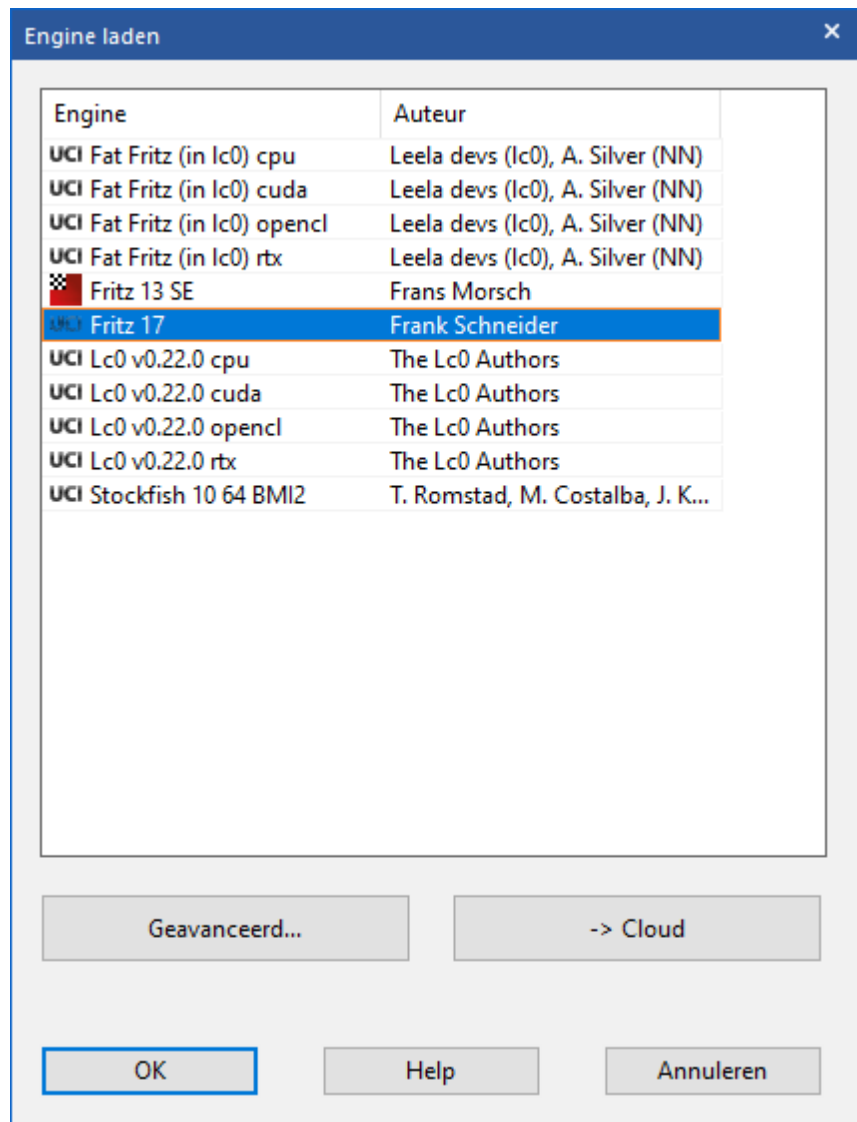 Engine laden
Engine Auteur
UCI Fat Fritz (in lc0) cpu Leela devs (lc0), A. Silver (NN)
UCI Fat Fritz (in lc0) cuda Leela devs (lc0), A. Silver (NN)
UCI Fat Fritz (in lc0) opencl Leela devs (lc0), A. Silver (NN)
UCI Fat Fritz (in lc0) rtx Leela devs (lc0), A. Silver (NN)
Fritz 13 SE Frans Morsch
UCI Fritz 17 Frank Schneider
UCI Lc0 v0.22.0 cpu The Lc0 Authors
UCI Lc0 v0.22.0 cuda The Lc0 Authors
UCI Lc0 v0.22.0 opencl The Lc0 Authors
UCI Lc0 v0.22.0 rtx The Lc0 Authors
UCI Stockfish 10 64 BMI2 T. Romstad, M. Costalba, J. K...
Geavanceerd... -> Cloud
OK Help Annuleren